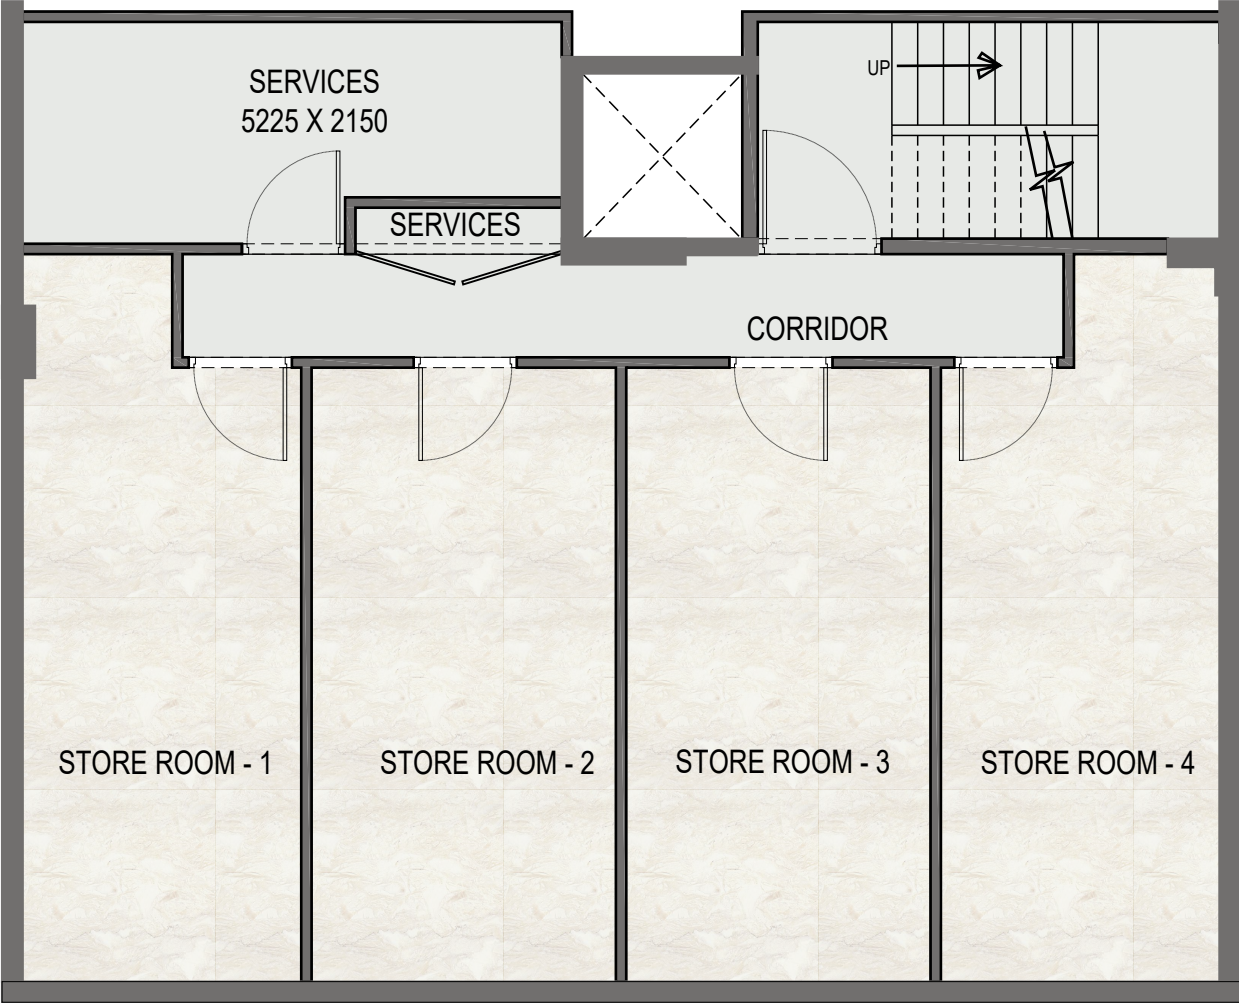 SERVICES
5225 X 2150
UP
SERVICES
CORRIDOR
STORE ROOM - 1
STORE ROOM - 2
STORE ROOM - 3
STORE ROOM - 4